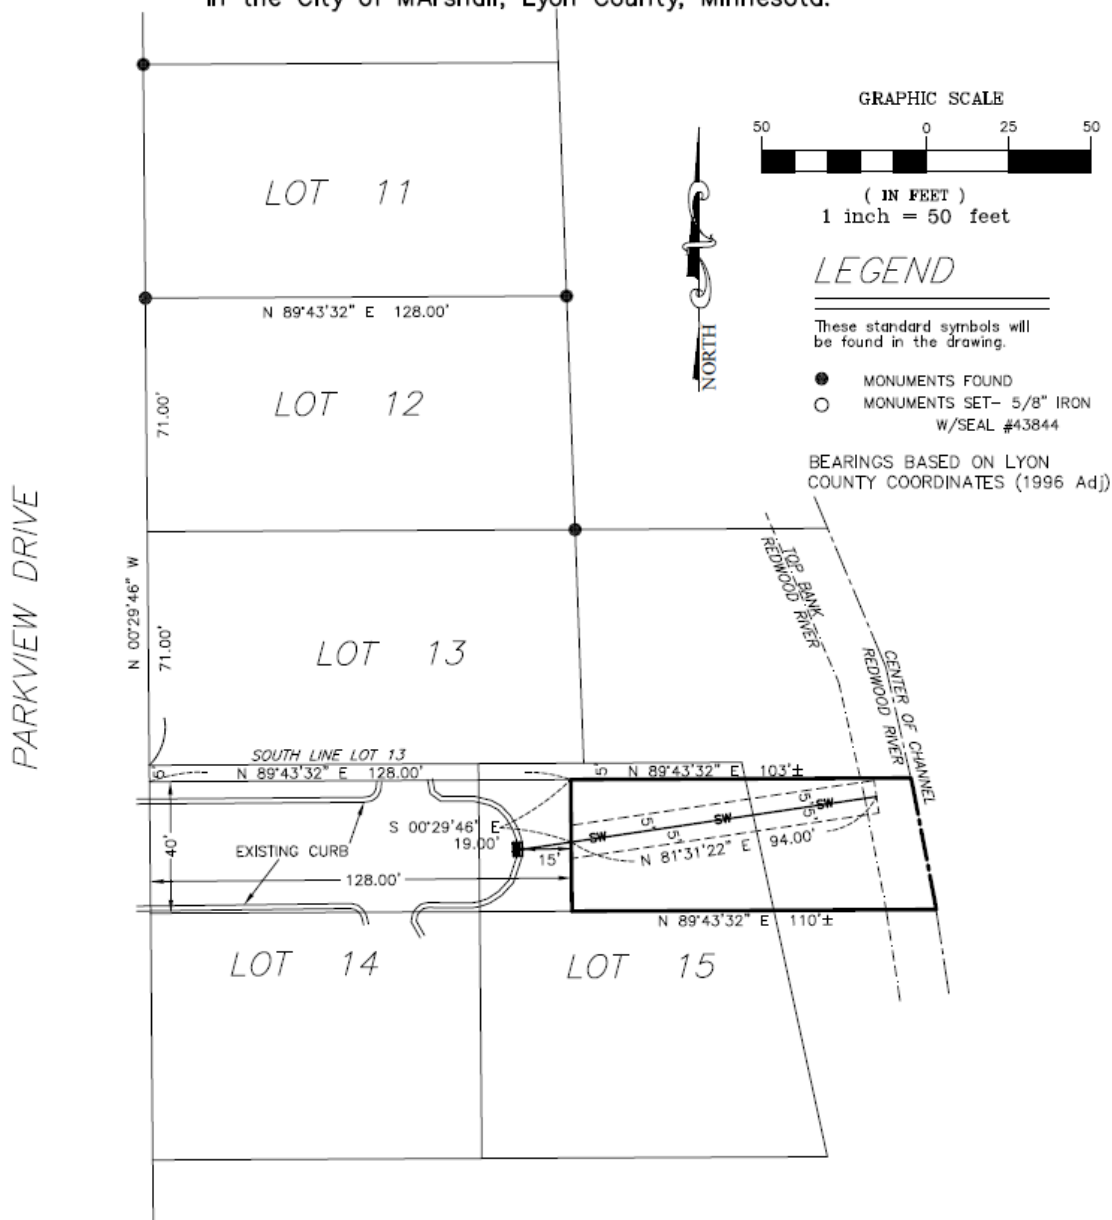 in the City of MArshall, Lyon County, Minnesota.
GRAPHIC SCALE
50 0 25 50
( IN FEET )
1 inch = 50 feet
LOT 11
N 89°43'32" E 128.00'
NORTH
LEGEND
These standard symbols will
be found in the drawing.
MONUMENTS FOUND
MONUMENTS SET- 5/8" IRON
W/SEAL #43844
BEARINGS BASED ON LYON
COUNTY COORDINATES (1996 Adj)
71.00'
LOT 12
PARKVIEW DRIVE
N 00°29'46" W
71.00'
LOT 13
TOP BANK
REDWOOD RIVER
CENTER OF CHANNEL
REDWOOD RIVER
SOUTH LINE LOT 13
N 89°43'32" E 128.00'
5'
N 89°43'32" E 103'±
S 00°29'46" E
19.00'
40'
EXISTING CURB
128.00'
15'
SW
SW
SW
5'
5'
5'
5'
N 81°31'22" E 94.00'
N 89°43'32" E 110'±
LOT 14
LOT 15